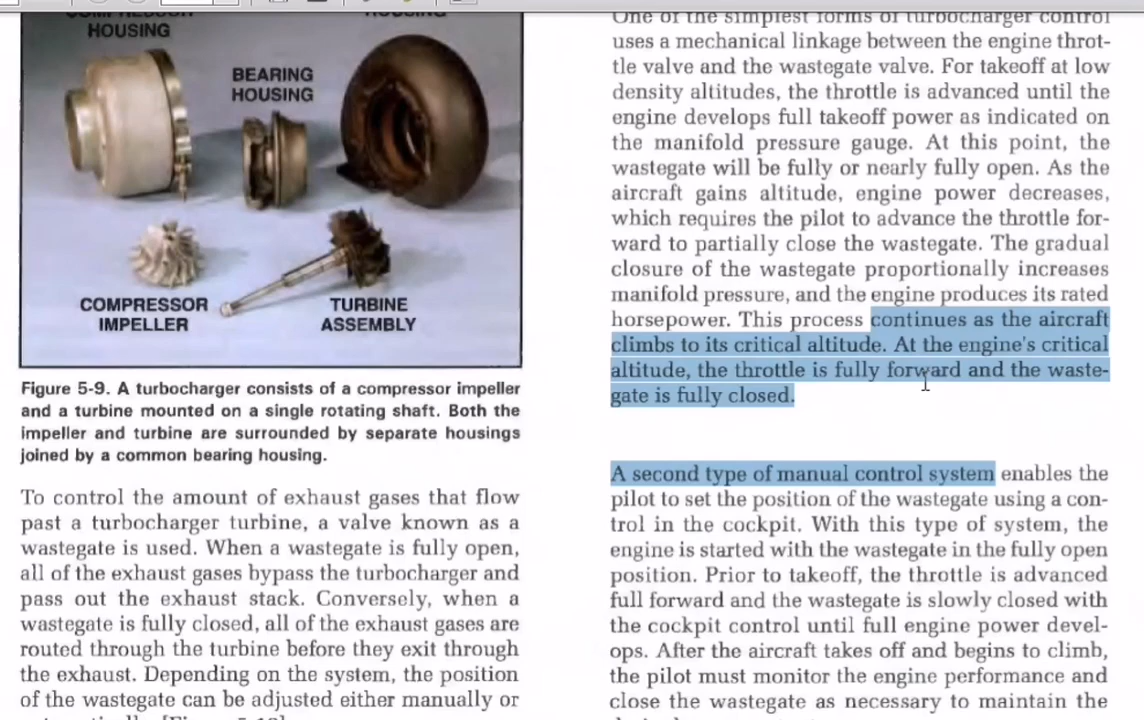 COMPRESSOR
HOUSING
HOUSING
BEARING
HOUSING
COMPRESSOR
IMPELLER
TURBINE
ASSEMBLY
Figure 5-9. A turbocharger consists of a compressor impeller
and a turbine mounted on a single rotating shaft. Both the
impeller and turbine are surrounded by separate housings
joined by a common bearing housing.
To control the amount of exhaust gases that flow
past a turbocharger turbine, a valve known as a
wastegate is used. When a wastegate is fully open,
all of the exhaust gases bypass the turbocharger and
pass out the exhaust stack. Conversely, when a
wastegate is fully closed, all of the exhaust gases are
routed through the turbine before they exit through
the exhaust. Depending on the system, the position
of the wastegate can be adjusted either manually or
One of the simplest forms of turbocharger control
uses a mechanical linkage between the engine throt-
tle valve and the wastegate valve. For takeoff at low
density altitudes, the throttle is advanced until the
engine develops full takeoff power as indicated on
the manifold pressure gauge. At this point, the
wastegate will be fully or nearly fully open. As the
aircraft gains altitude, engine power decreases,
which requires the pilot to advance the throttle for-
ward to partially close the wastegate. The gradual
closure of the wastegate proportionally increases
manifold pressure, and the engine produces its rated
horsepower. This process continues as the aircraft
climbs to its critical altitude. At the engine's critical
altitude, the throttle is fully forward and the waste-
gate is fully closed.
A second type of manual control system enables the
pilot to set the position of the wastegate using a con-
trol in the cockpit. With this type of system, the
engine is started with the wastegate in the fully open
position. Prior to takeoff, the throttle is advanced
full forward and the wastegate is slowly closed with
the cockpit control until full engine power devel-
ops. After the aircraft takes off and begins to climb,
the pilot must monitor the engine performance and
close the wastegate as necessary to maintain the